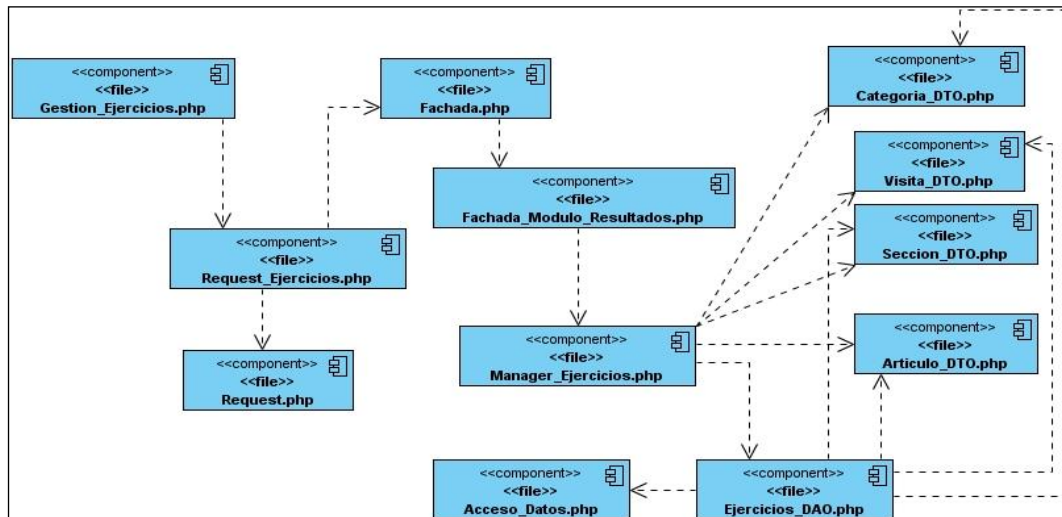 <<component>>
<<file>>
Gestion_Ejercicios.php
<<component>>
<<file>>
Fachada.php
<<component>>
<<file>>
Categoria_DTO.php
<<component>>
<<file>>
Visita_DTO.php
<<component>>
<<file>>
Fachada_Modulo_Resultados.php
<<component>>
<<file>>
Seccion_DTO.php
<<component>>
<<file>>
Request_Ejercicios.php
<<component>>
<<file>>
Articulo_DTO.php
<<component>>
<<file>>
Manager_Ejercicios.php
<<component>>
<<file>>
Request.php
<<component>>
<<file>>
Acceso_Datos.php
<<component>>
<<file>>
Ejercicios_DAO.php